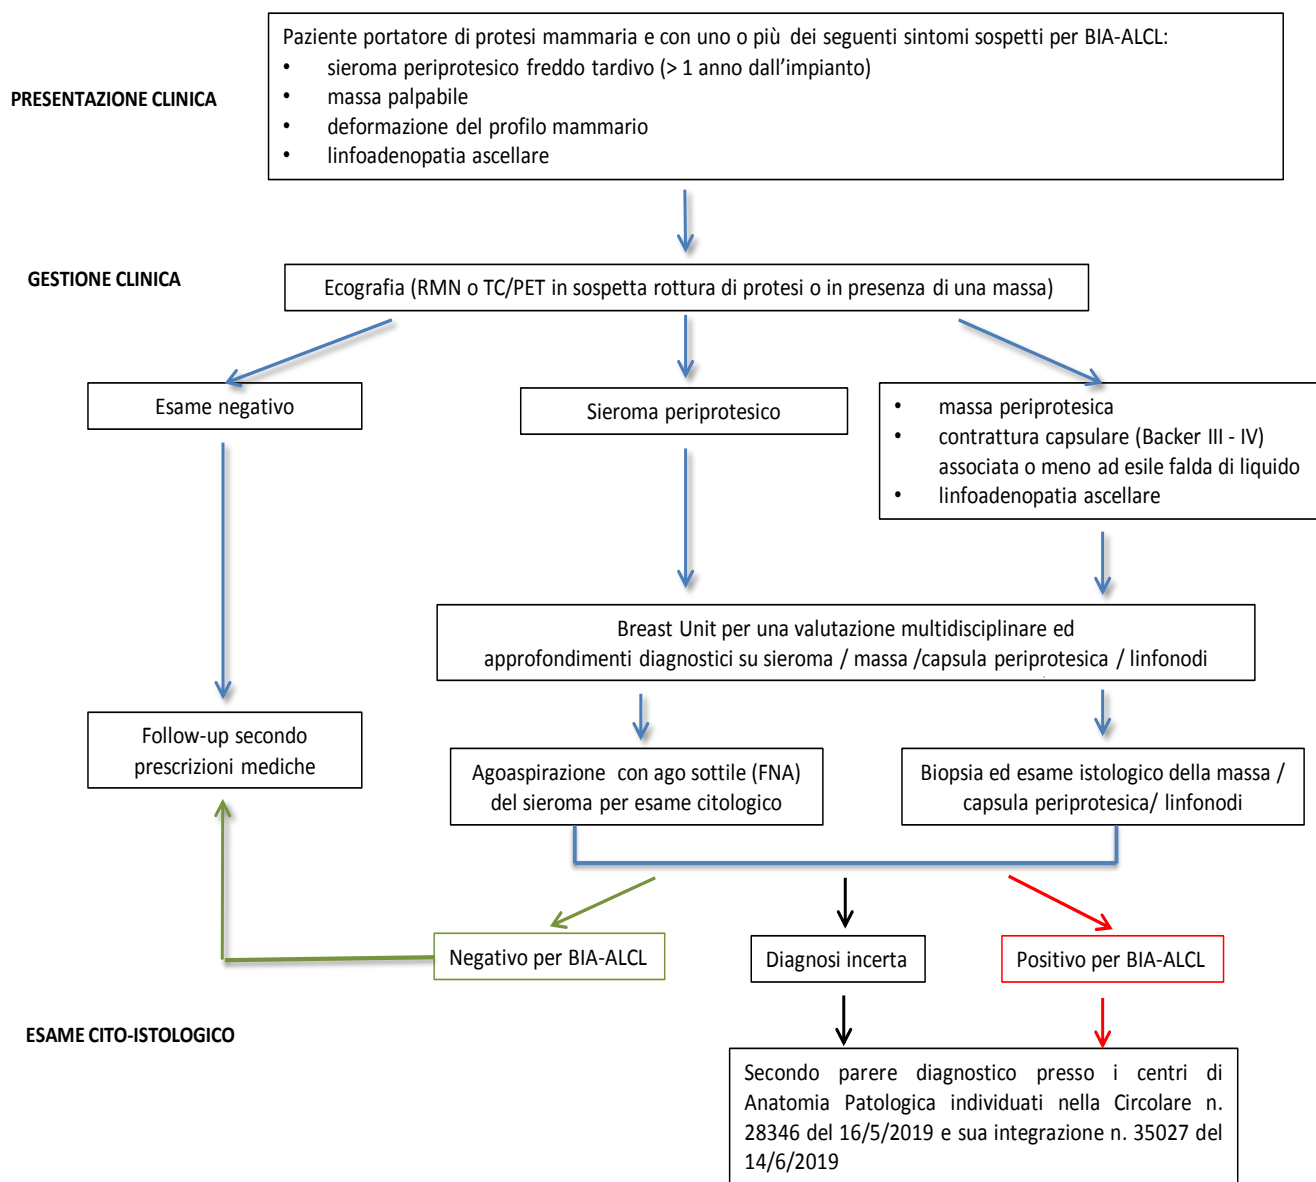 Paziente portatore di protesi mammaria e con uno o più dei seguenti sintomi sospetti per BIA-ALCL:
• sieroma periprotesico freddo tardivo (> 1 anno dall'impianto)
PRESENTAZIONE CLINICA
• massa palpabile
• deformazione del profilo mammario
• linfoadenopatia ascellare
GESTIONE CLINICA
Ecografia (RMN o TC/PET in sospetta rottura di protesi o in presenza di una massa)
Esame negativo
Sieroma periprotesico
• massa periprotesica
• contrattura capsulare (Backer III - IV)
associata o meno ad esile falda di liquido
• linfoadenopatia ascellare
Breast Unit per una valutazione multidisciplinare ed
approfondimenti diagnostici su sieroma / massa /capsula periprotesica / linfonodi
Follow-up secondo
prescrizioni mediche
Agoaspirazione con ago sottile (FNA)
del sieroma per esame citologico
Biopsia ed esame istologico della massa /
capsula periprotesica/ linfonodi
Negativo per BIA-ALCL
Diagnosi incerta
Positivo per BIA-ALCL
ESAME CITO-ISTOLOGICO
Secondo parere diagnostico presso i centri di
Anatomia Patologica individuati nella Circolare n.
28346 del 16/5/2019 e sua integrazione n. 35027 del
14/6/2019